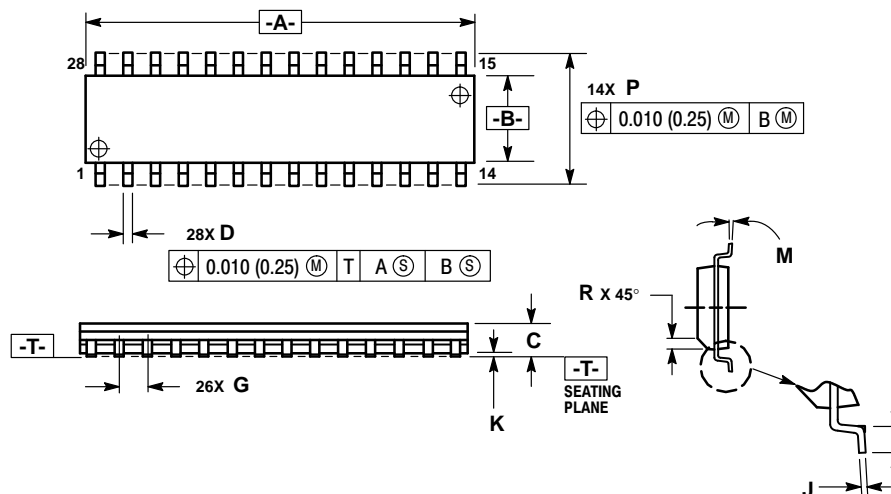 -A-
28
15
14X P
⌖ 0.010 (0.25) Ⓜ B Ⓜ
-B-
1
14
28X D
⌖ 0.010 (0.25) Ⓜ T A Ⓢ B Ⓢ
M
R X 45°
-T-
C
26X G
K
-T-
SEATING
PLANE
J